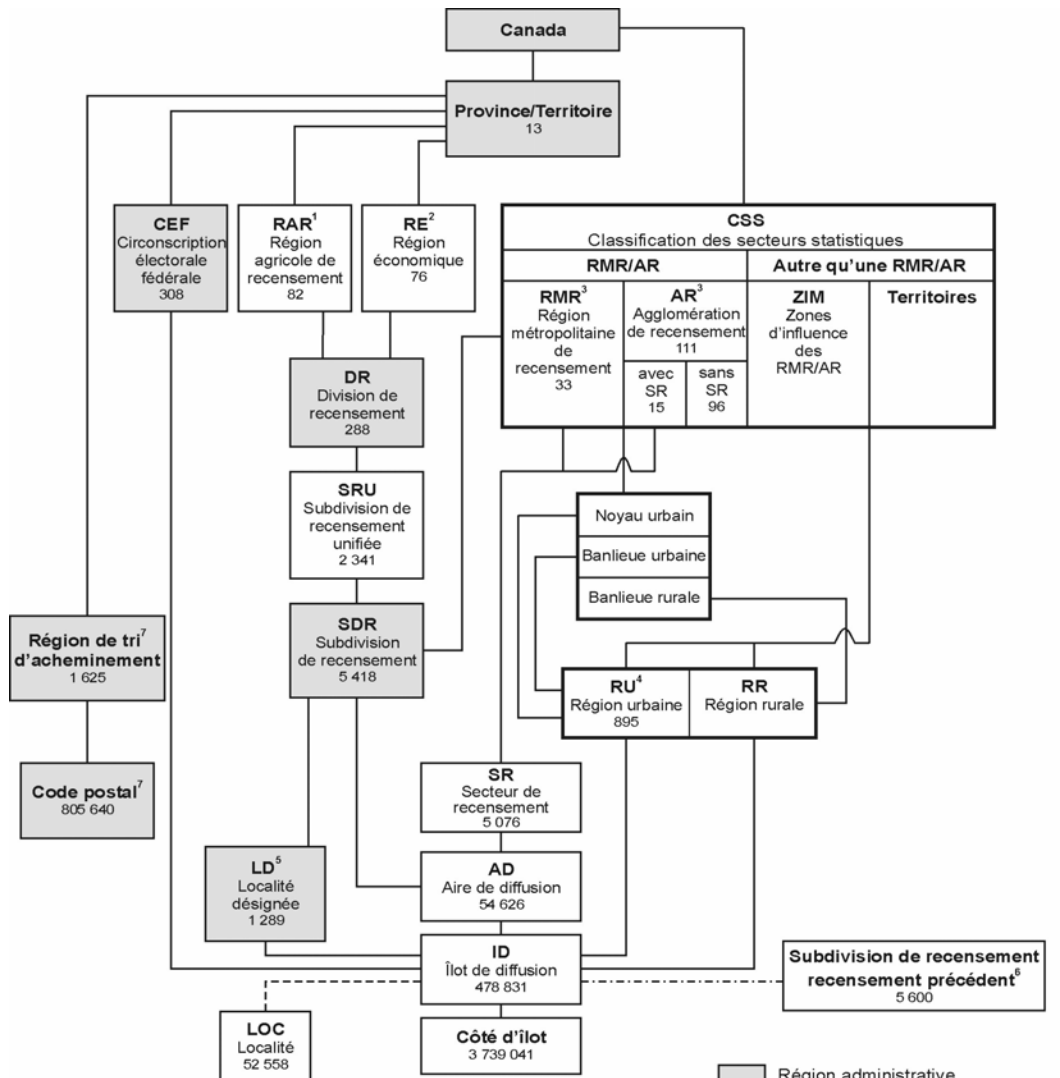 Canada
Province/Territoire
13
CEF
Circonscription
électorale
fédérale
308
RAR¹
Région
agricole de
recensement
82
RE²
Région
économique
76
CSS
Classification des secteurs statistiques
RMR/AR
Autre qu'une RMR/AR
RMR³
Région
métropolitaine
de
recensement
33
AR³
Agglomération
de recensement
111
avec
SR
15
sans
SR
96
ZIM
Zones
d'influence
des
RMR/AR
Territoires
DR
Division de
recensement
288
SRU
Subdivision de
recensement
unifiée
2 341
Noyau urbain
Banlieue urbaine
Banlieue rurale
SDR
Subdivision
de recensement
5 418
Région de tri⁷
d'acheminement
1 625
RU⁴
Région urbaine
895
RR
Région rurale
Code postal⁷
805 640
SR
Secteur de
recensement
5 076
LD⁵
Localité
désignée
1 289
AD
Aire de diffusion
54 626
ID
Îlot de diffusion
478 831
Subdivision de recensement
recensement précédent⁶
5 600
LOC
Localité
52 558
Côté d'îlot
3 739 041
Région administrative